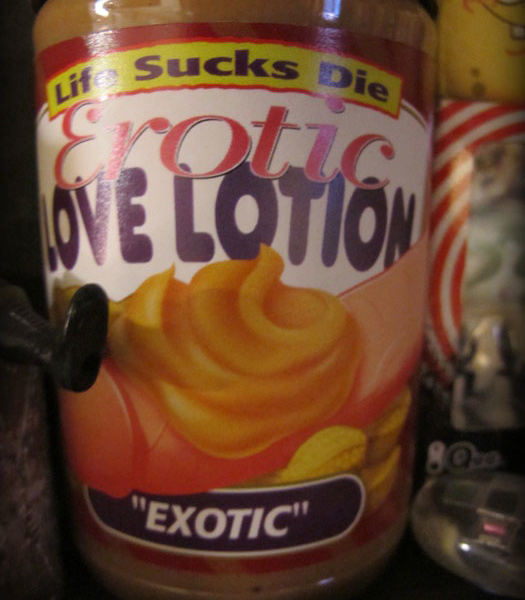 Life Sucks Die
Erotic
LOVE LOTION
"EXOTIC"